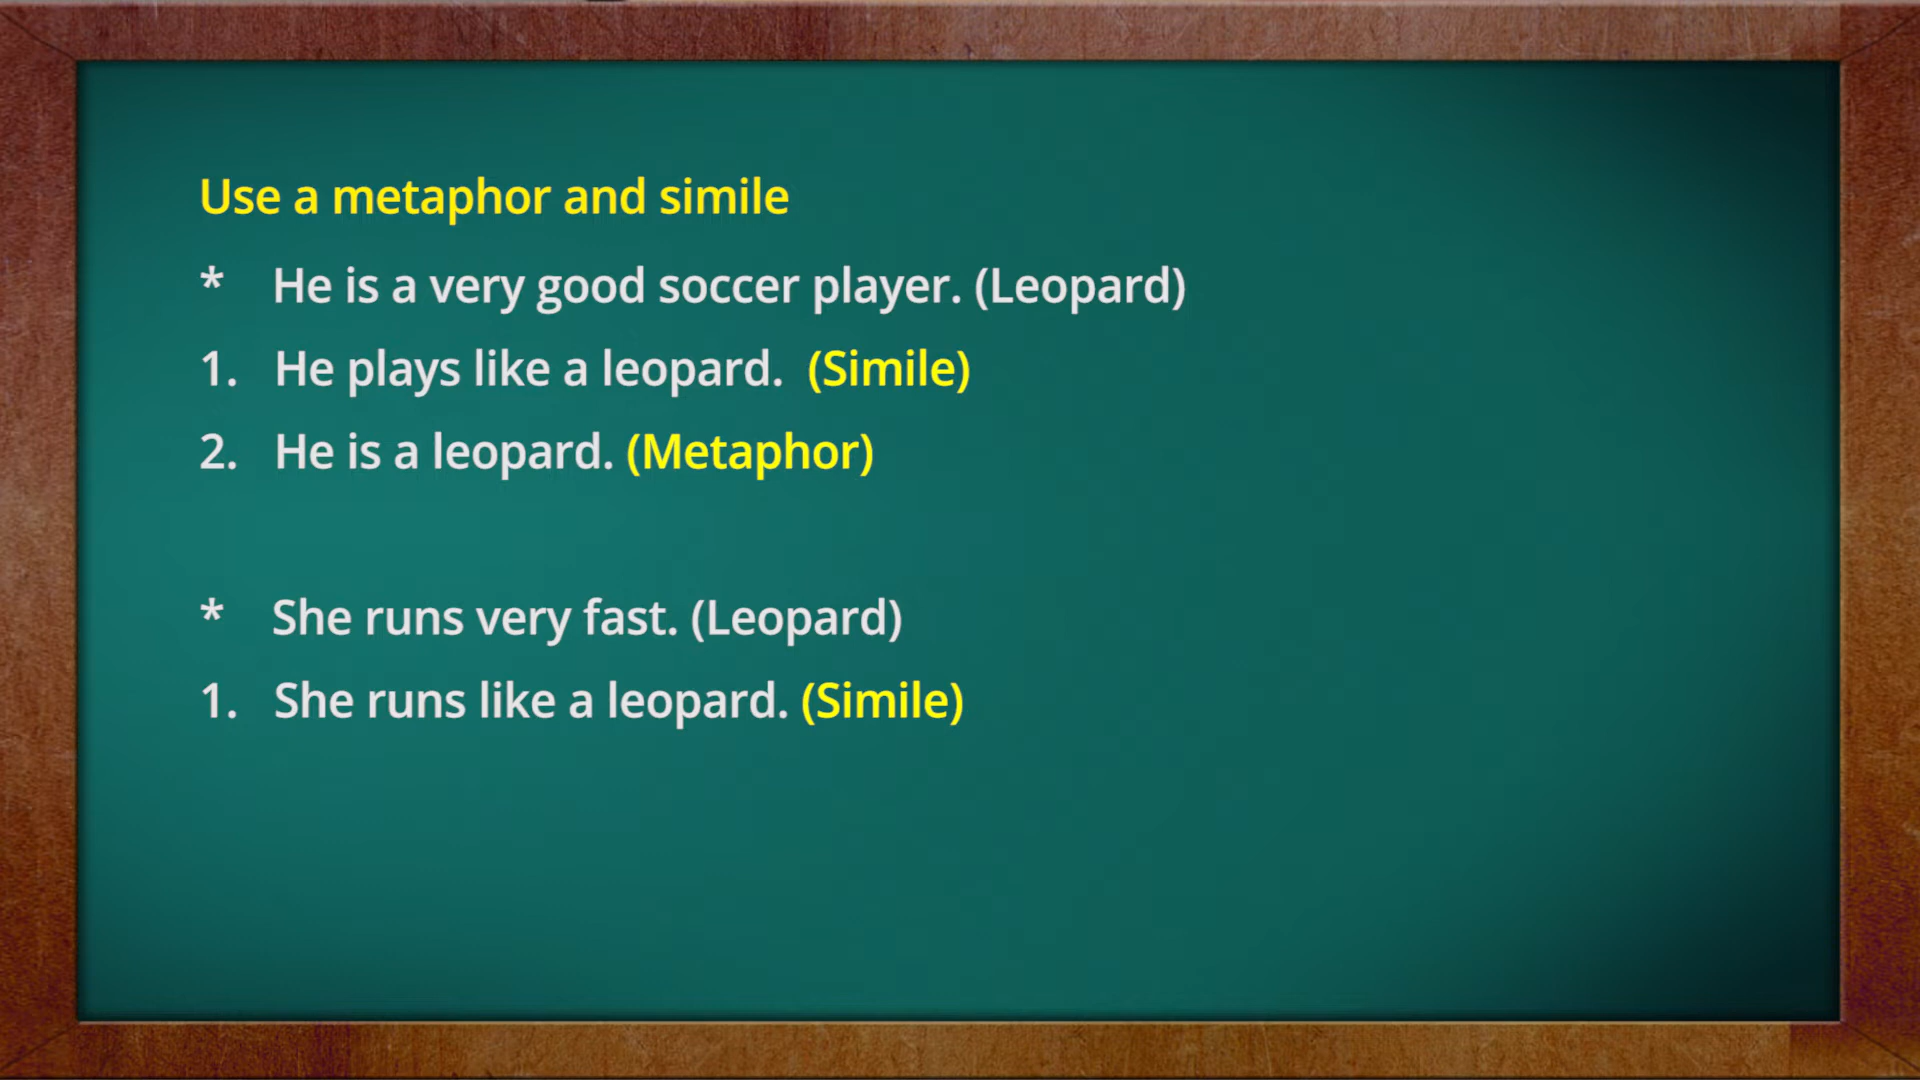 Use a metaphor and simile
* He is a very good soccer player. (Leopard)
1. He plays like a leopard. (Simile)
2. He is a leopard. (Metaphor)
* She runs very fast. (Leopard)
1. She runs like a leopard. (Simile)